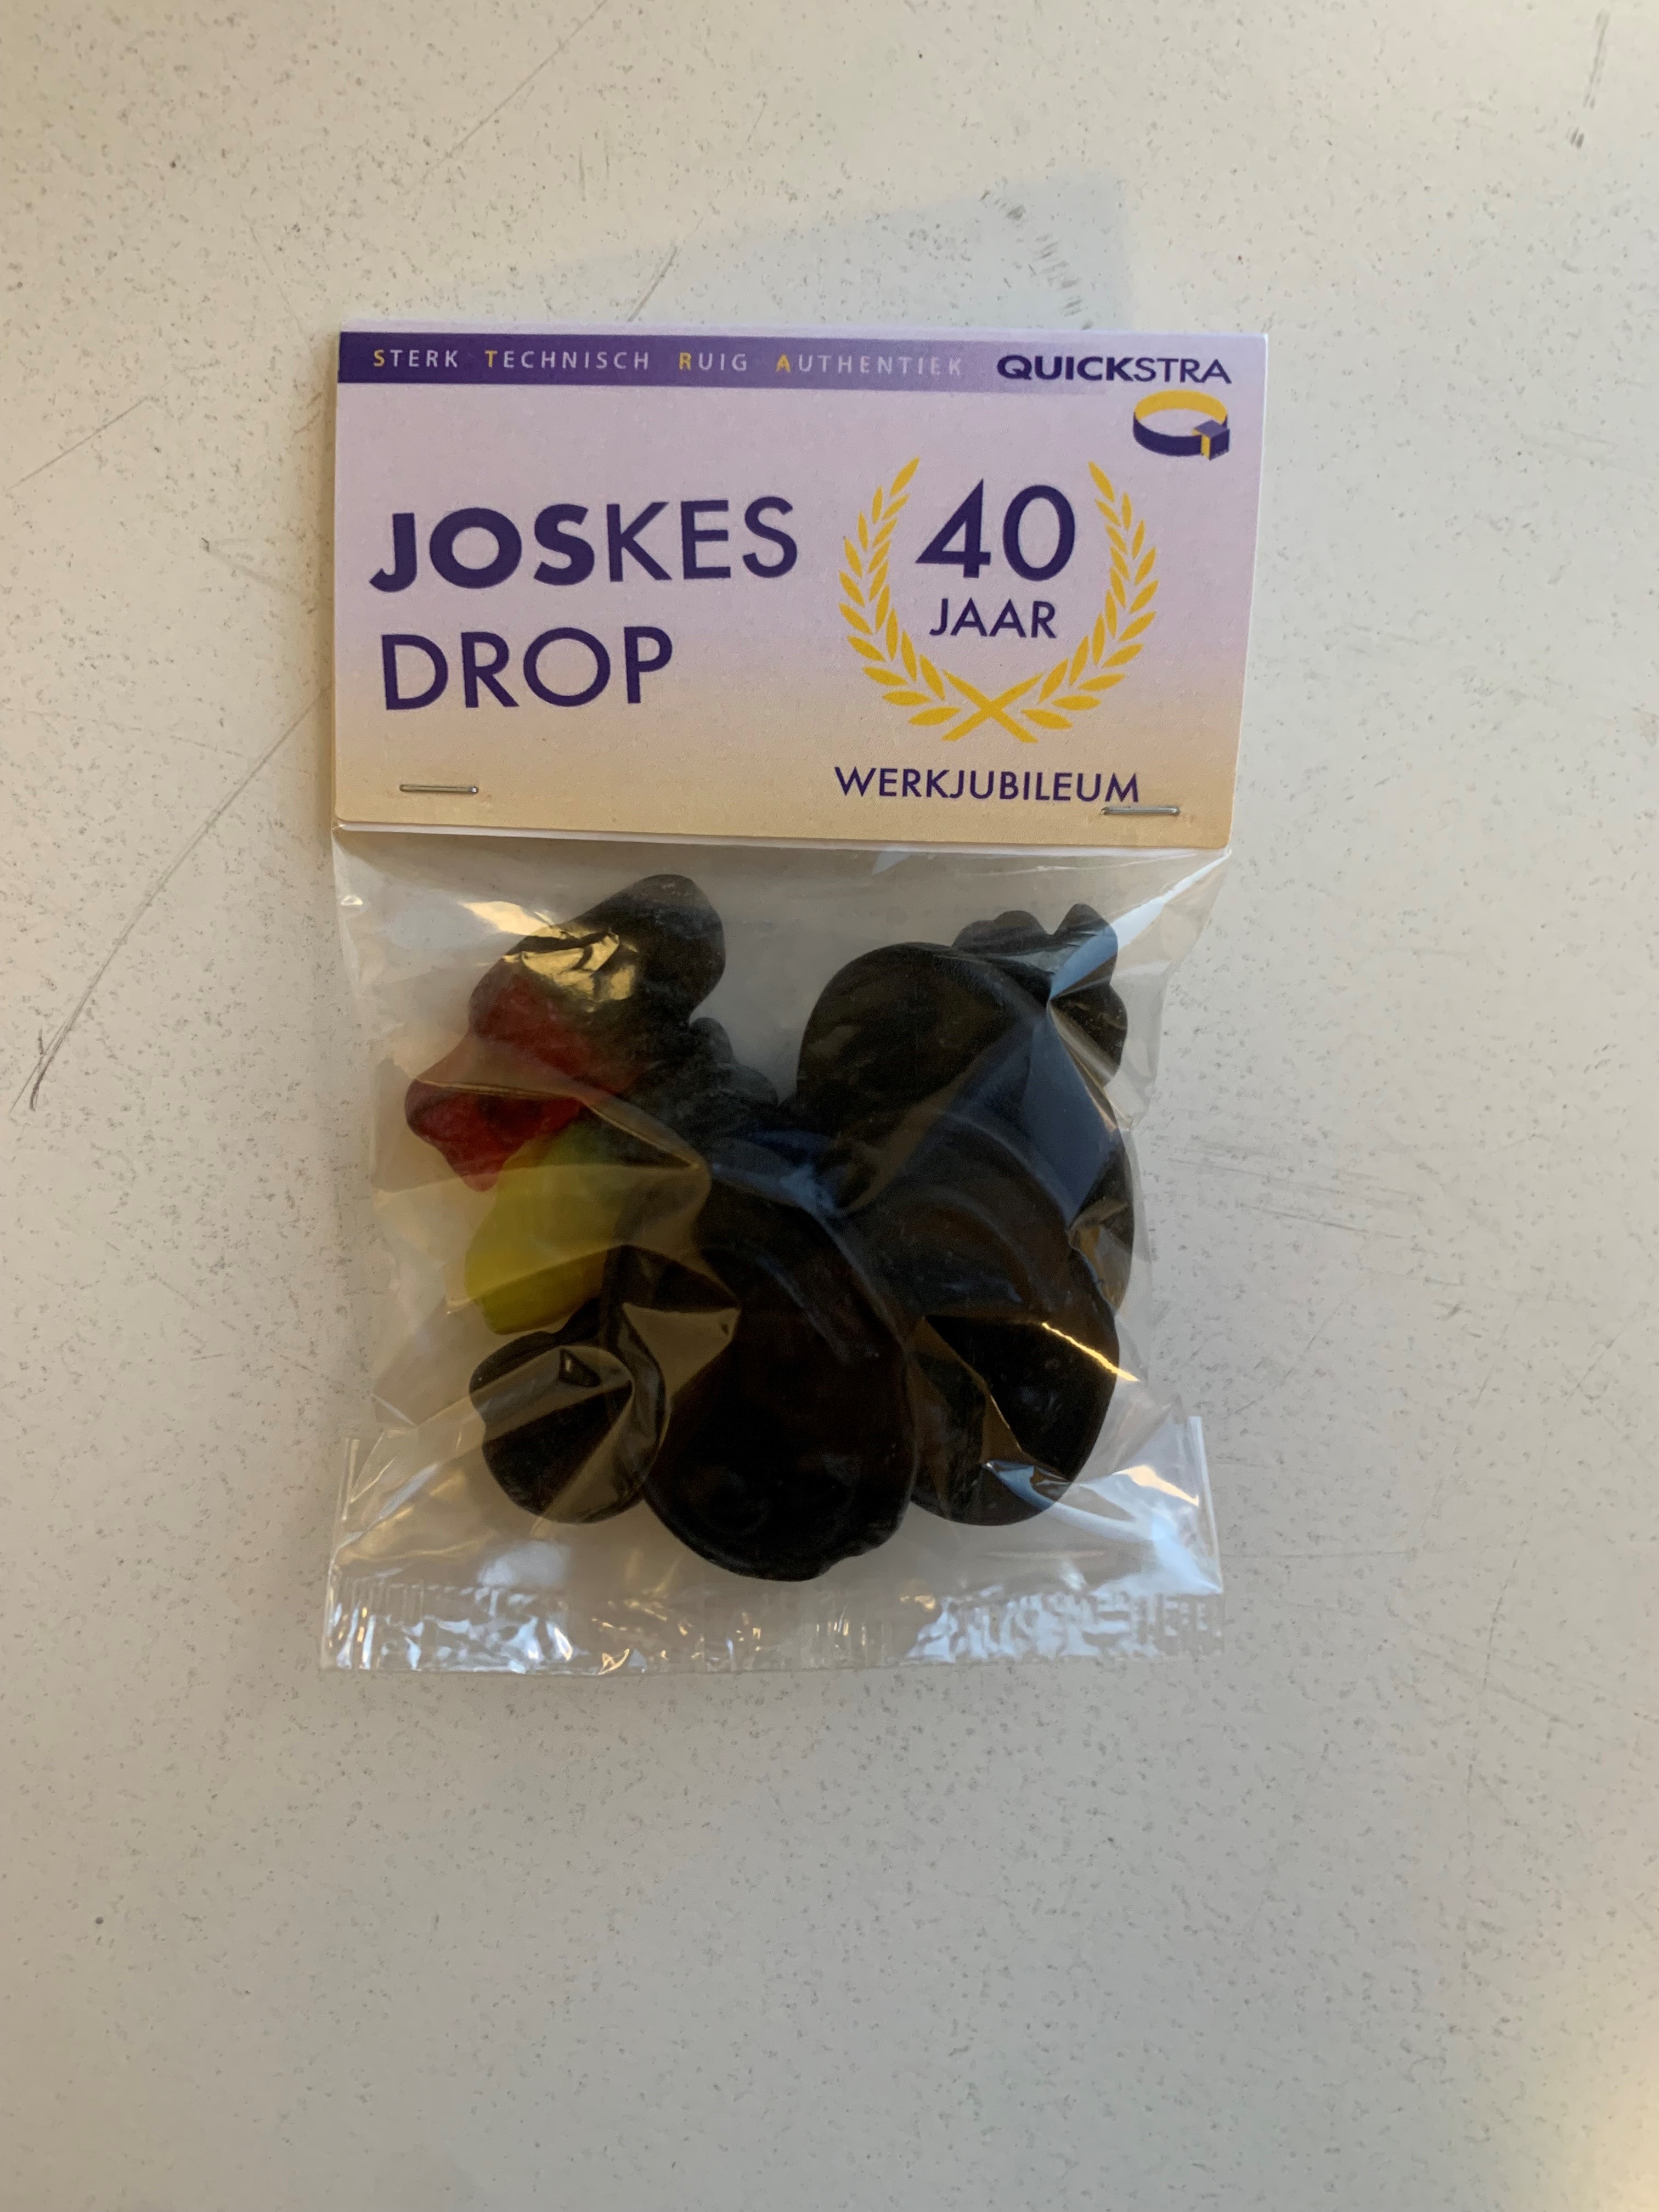 STERK TECHNISCH RUIG AUTHENTIEK QUICKSTRA
JOSKES
DROP
40
JAAR
WERKJUBILEUM